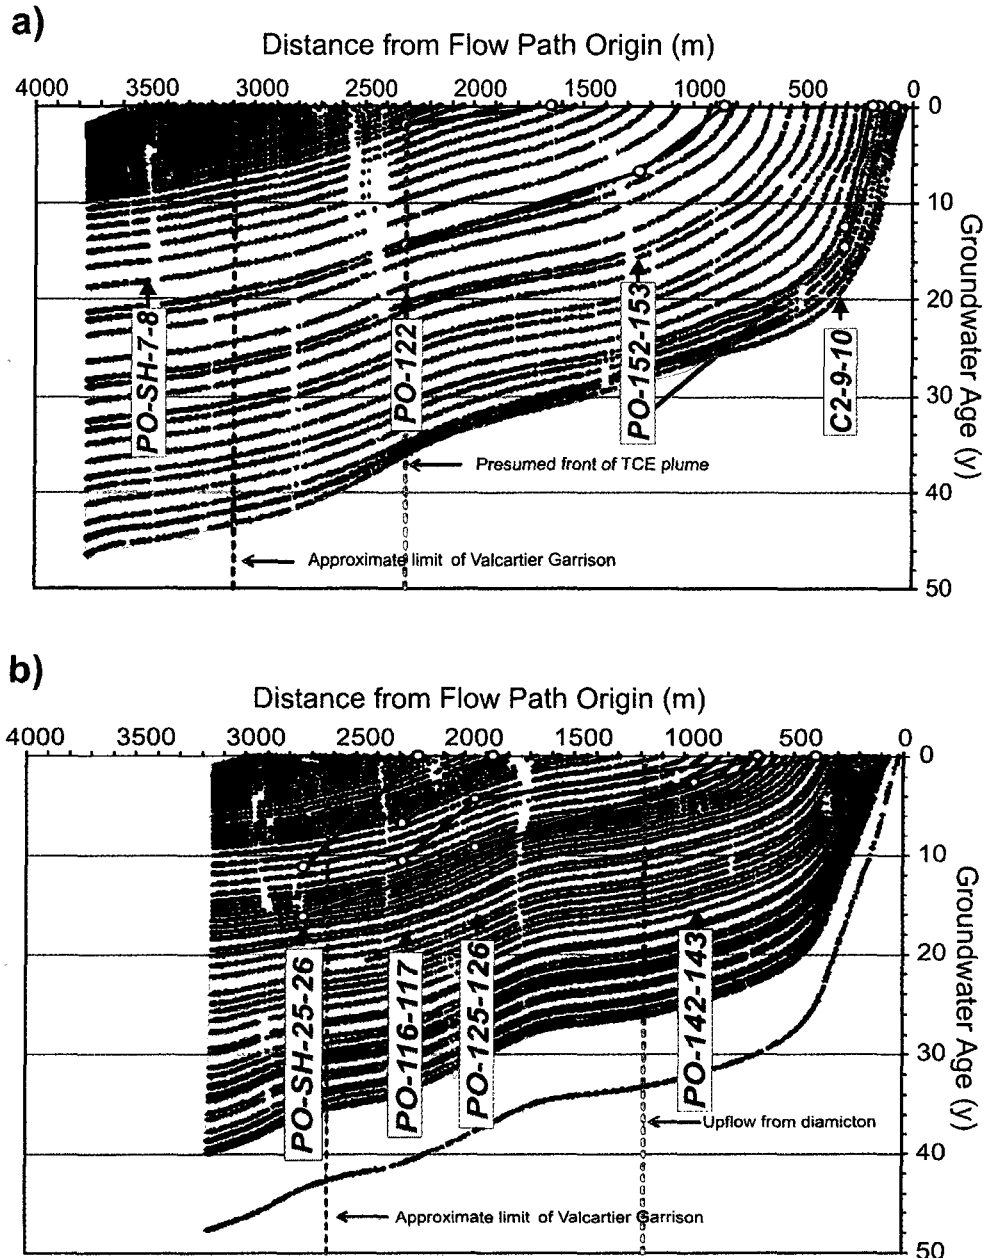 a)
Distance from Flow Path Origin (m)
4000 3500 3000 2500 2000 1500 1000 500 0
0
10
20
30
40
50
Groundwater Age (y)
PO-SH-7-8
PO-122
PO-152-153
C2-9-10
Presumed front of TCE plume
Approximate limit of Valcartier Garrison
b)
Distance from Flow Path Origin (m)
4000 3500 3000 2500 2000 1500 1000 500 0
0
10
20
30
40
50
Groundwater Age (y)
PO-SH-25-26
PO-116-117
PO-125-126
PO-142-143
Upflow from diamicton
Approximate limit of Valcartier Garrison